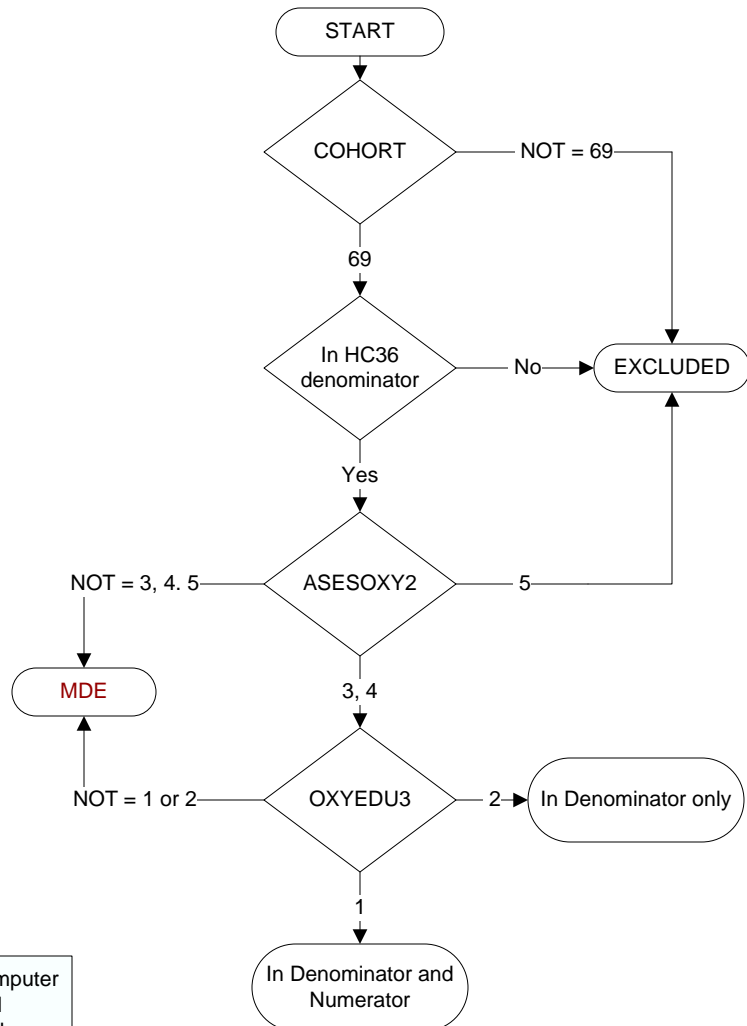 START
COHORT
NOT = 69
69
In HC36
denominator
No
EXCLUDED
Yes
NOT = 3, 4. 5
ASESOXY2
5
MDE
3, 4
NOT = 1 or 2
OXYEDU3
2
In Denominator only
1
In Denominator and
Numerator